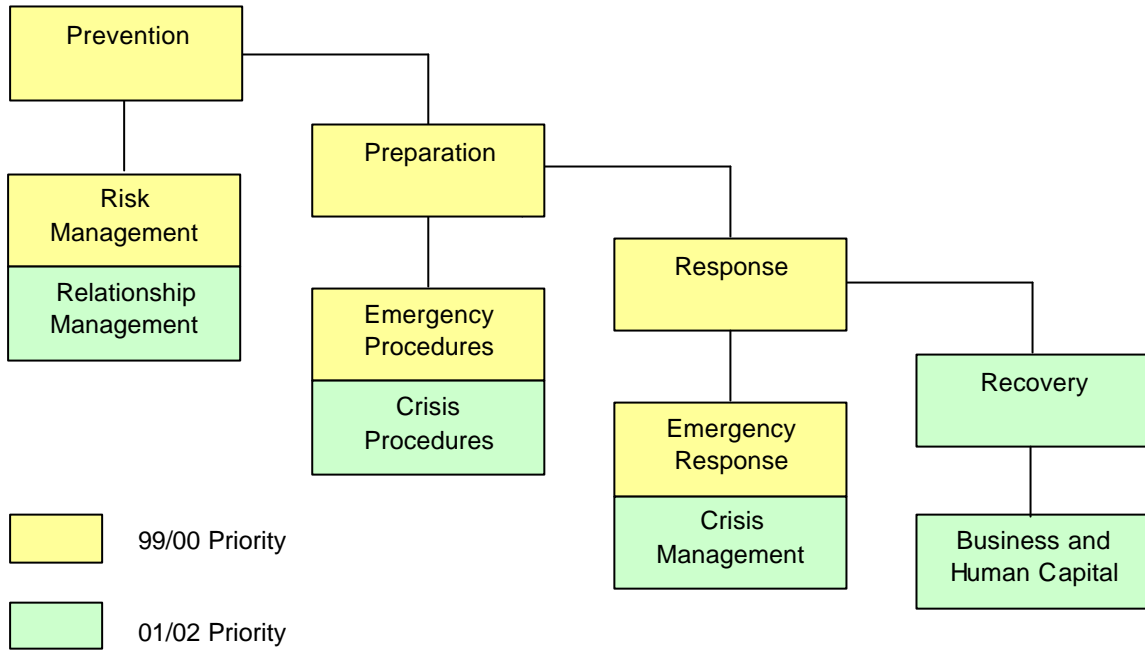 Prevention
Risk
Management
Relationship
Management
Preparation
Emergency
Procedures
Crisis
Procedures
Response
Emergency
Response
Crisis
Management
Recovery
Business and
Human Capital
99/00 Priority
01/02 Priority